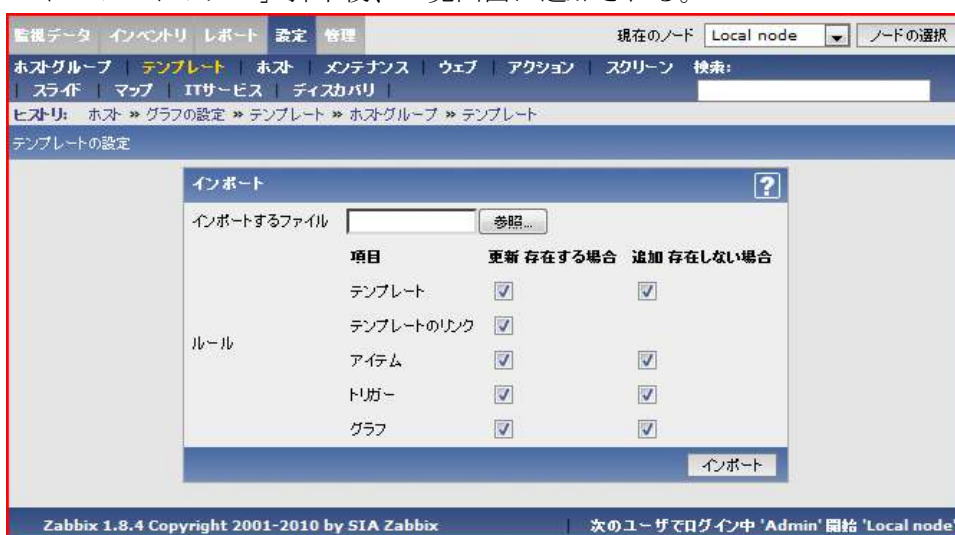 監視データ インベントリ レポート 設定 管理 現在のノード Local node ノードの選択
ホストグループ | テンプレート | ホスト | メンテナンス | ウェブ | アクション | スクリーン 検索:
| スライド | マップ | ITサービス | ディスカバリ |
ヒストリ: ホスト » グラフの設定 » テンプレート » ホストグループ » テンプレート
テンプレートの設定
インポート ?
インポートするファイル 参照...
項目 更新 存在する場合 追加 存在しない場合
テンプレート
テンプレートのリンク
ルール
アイテム
トリガー
グラフ
インポート
Zabbix 1.8.4 Copyright 2001-2010 by SIA Zabbix | 次のユーザでログイン中 'Admin' 開始 'Local node'